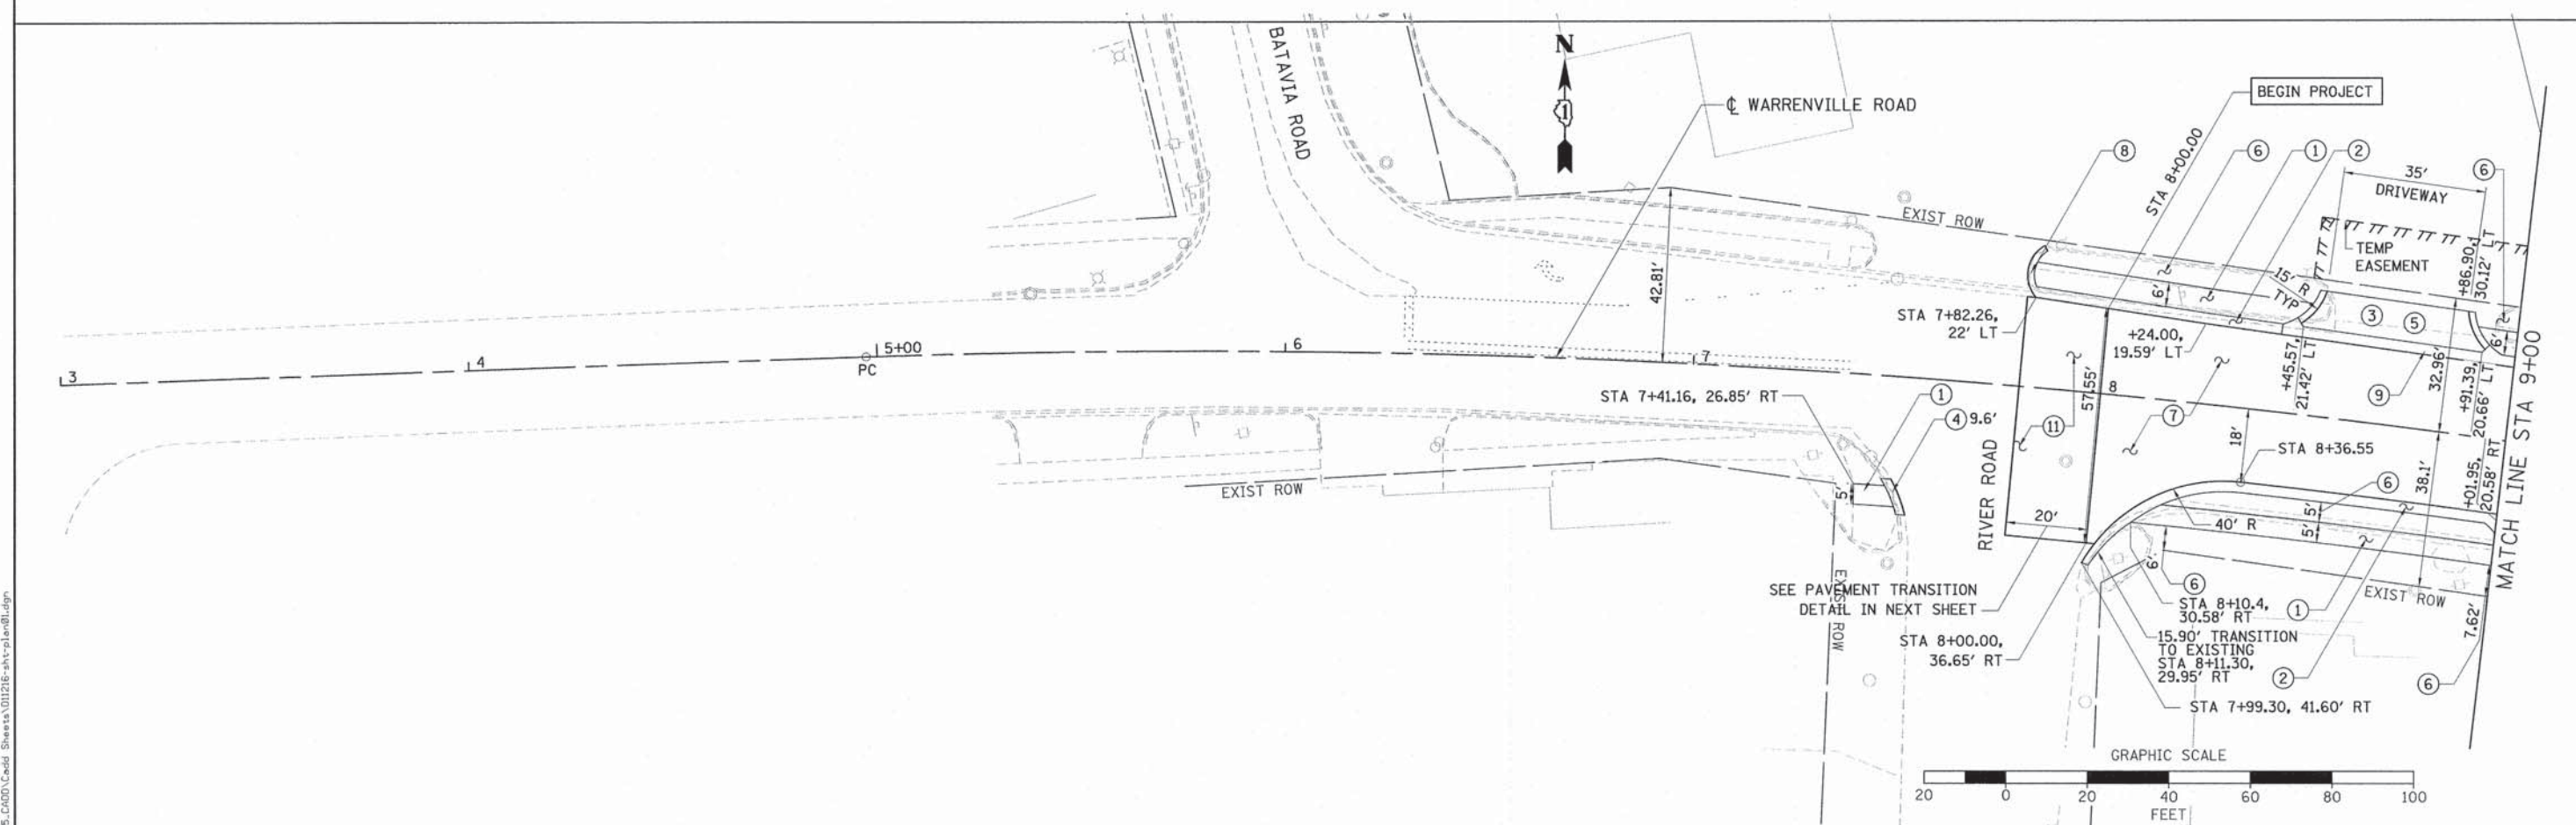 BATAVIA ROAD
N
1
℄ WARRENVILLE ROAD
BEGIN PROJECT
STA 8+00.00
8
6
1
2
6
35'
DRIVEWAY
EXIST ROW
TEMP
EASEMENT
+86.90,
30.12' LT
15' R
TYP
6'
3
5
6'
42.81'
STA 7+82.26,
22' LT
+24.00,
19.59' LT
+45.57,
21.42' LT
32.96'
+91.39,
20.66' LT
9
MATCH LINE STA 9+00
3
4
5+00
PC
6
7
8
STA 7+41.16, 26.85' RT
1
4 9.6'
5'
11
57.55'
7
18'
STA 8+36.55
6
38.1'
+01.95,
20.58' RT
EXIST ROW
RIVER ROAD
20'
40' R
5'
5'
6'
6
EXIST ROW
SEE PAVEMENT TRANSITION
DETAIL IN NEXT SHEET
EXIST ROW
STA 8+10.4,
30.58' RT
1
15.90' TRANSITION
TO EXISTING
STA 8+11.30,
29.95' RT
2
7.62'
6
STA 8+00.00,
36.65' RT
STA 7+99.30, 41.60' RT
GRAPHIC SCALE
20 0 20 40 60 80 100
FEET
5_CADD\Cadd Sheets\D11216-sht-plan01.dgn